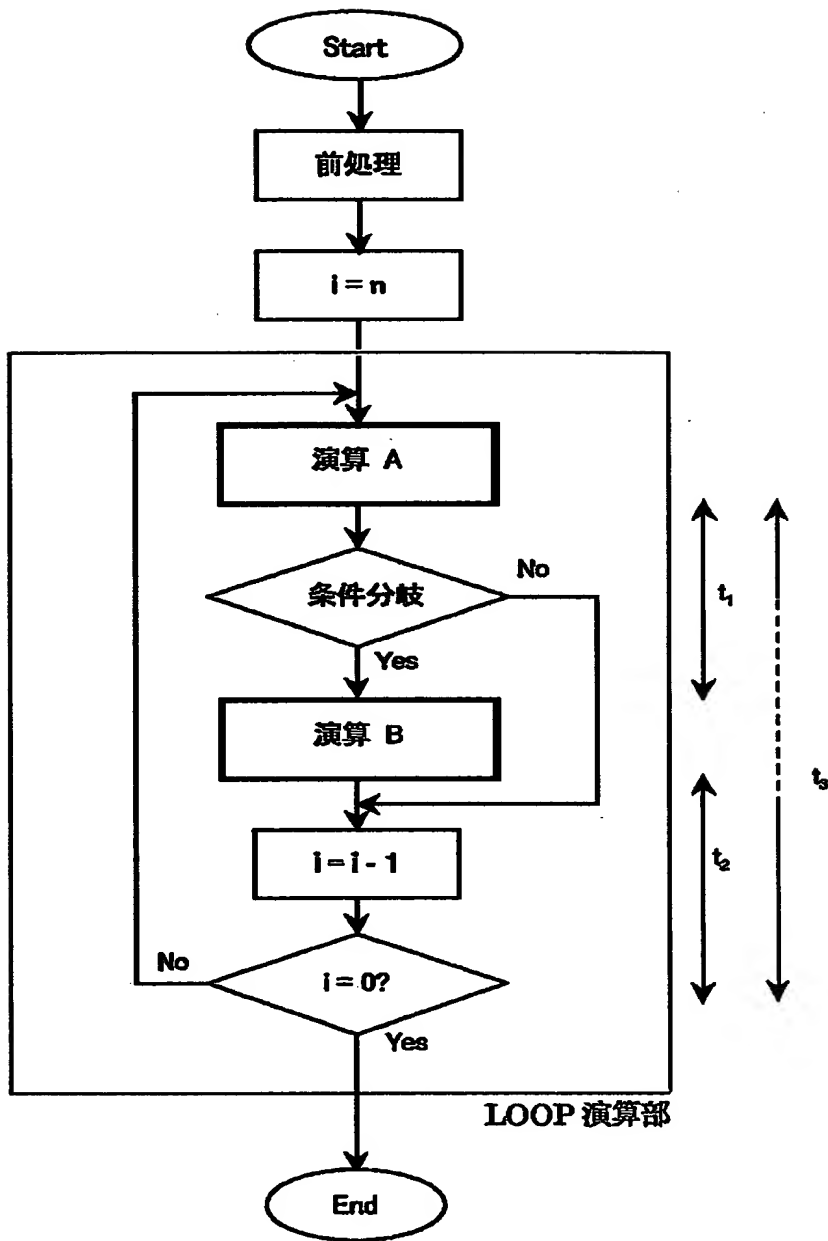 Start
前処理
i = n
演算 A
条件分岐
No
Yes
演算 B
i = i - 1
i = 0?
No
Yes
LOOP 演算部
End
t₁
t₂
t₃